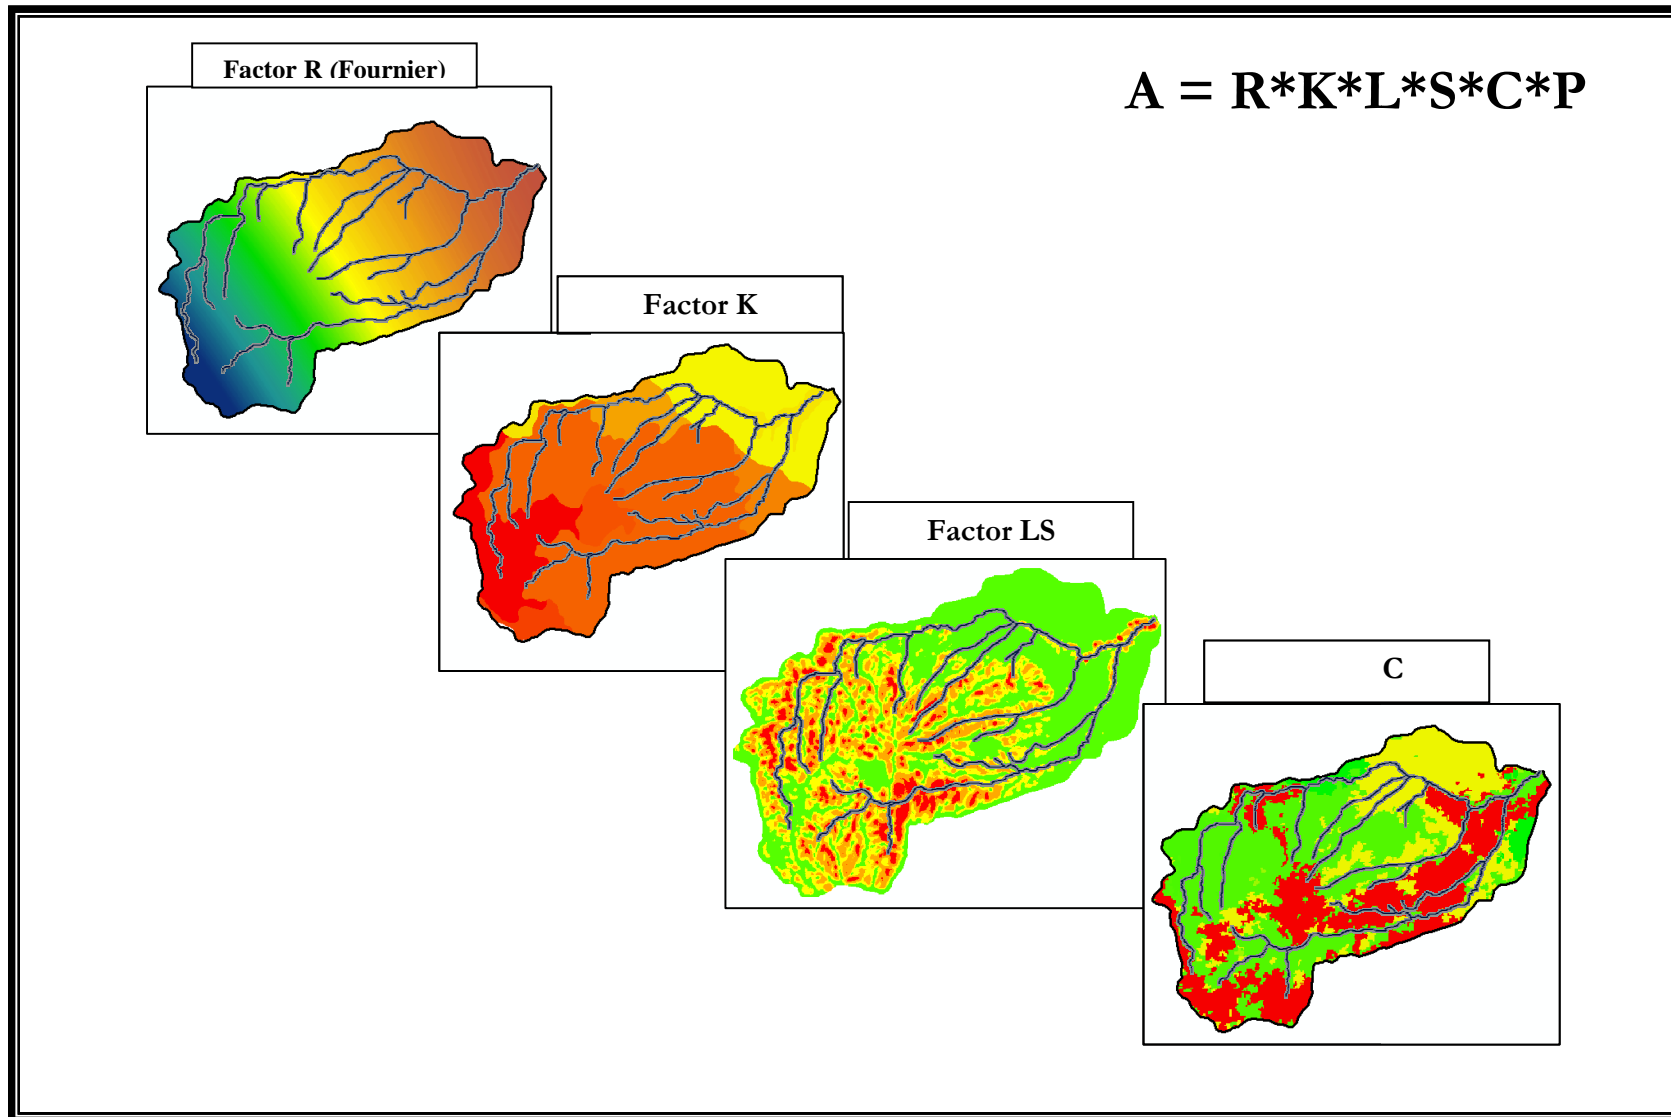 Factor R (Fournier)
A = R*K*L*S*C*P
Factor K
Factor LS
C